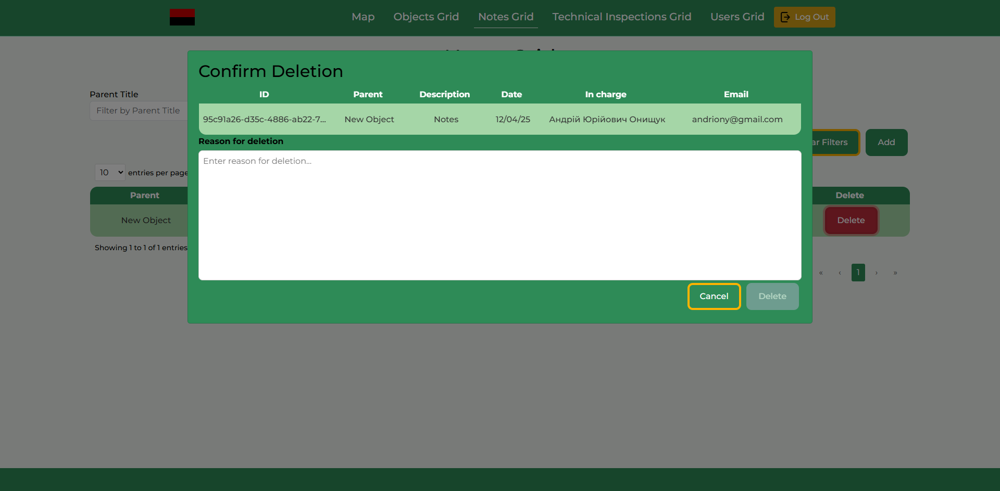 Map Objects Grid Notes Grid Technical Inspections Grid Users Grid Log Out
Confirm Deletion
ID Parent Description Date In charge Email
95c91a26-d35c-4886-ab22-7... New Object Notes 12/04/25 Андрій Юрійович Онищук andriony@gmail.com
Reason for deletion
Enter reason for deletion...
Cancel Delete
Parent Title
Filter by Parent Title
Filters Add
10 entries per page
Parent Delete
New Object Delete
Showing 1 to 1 of 1 entries
« ‹ 1 › »